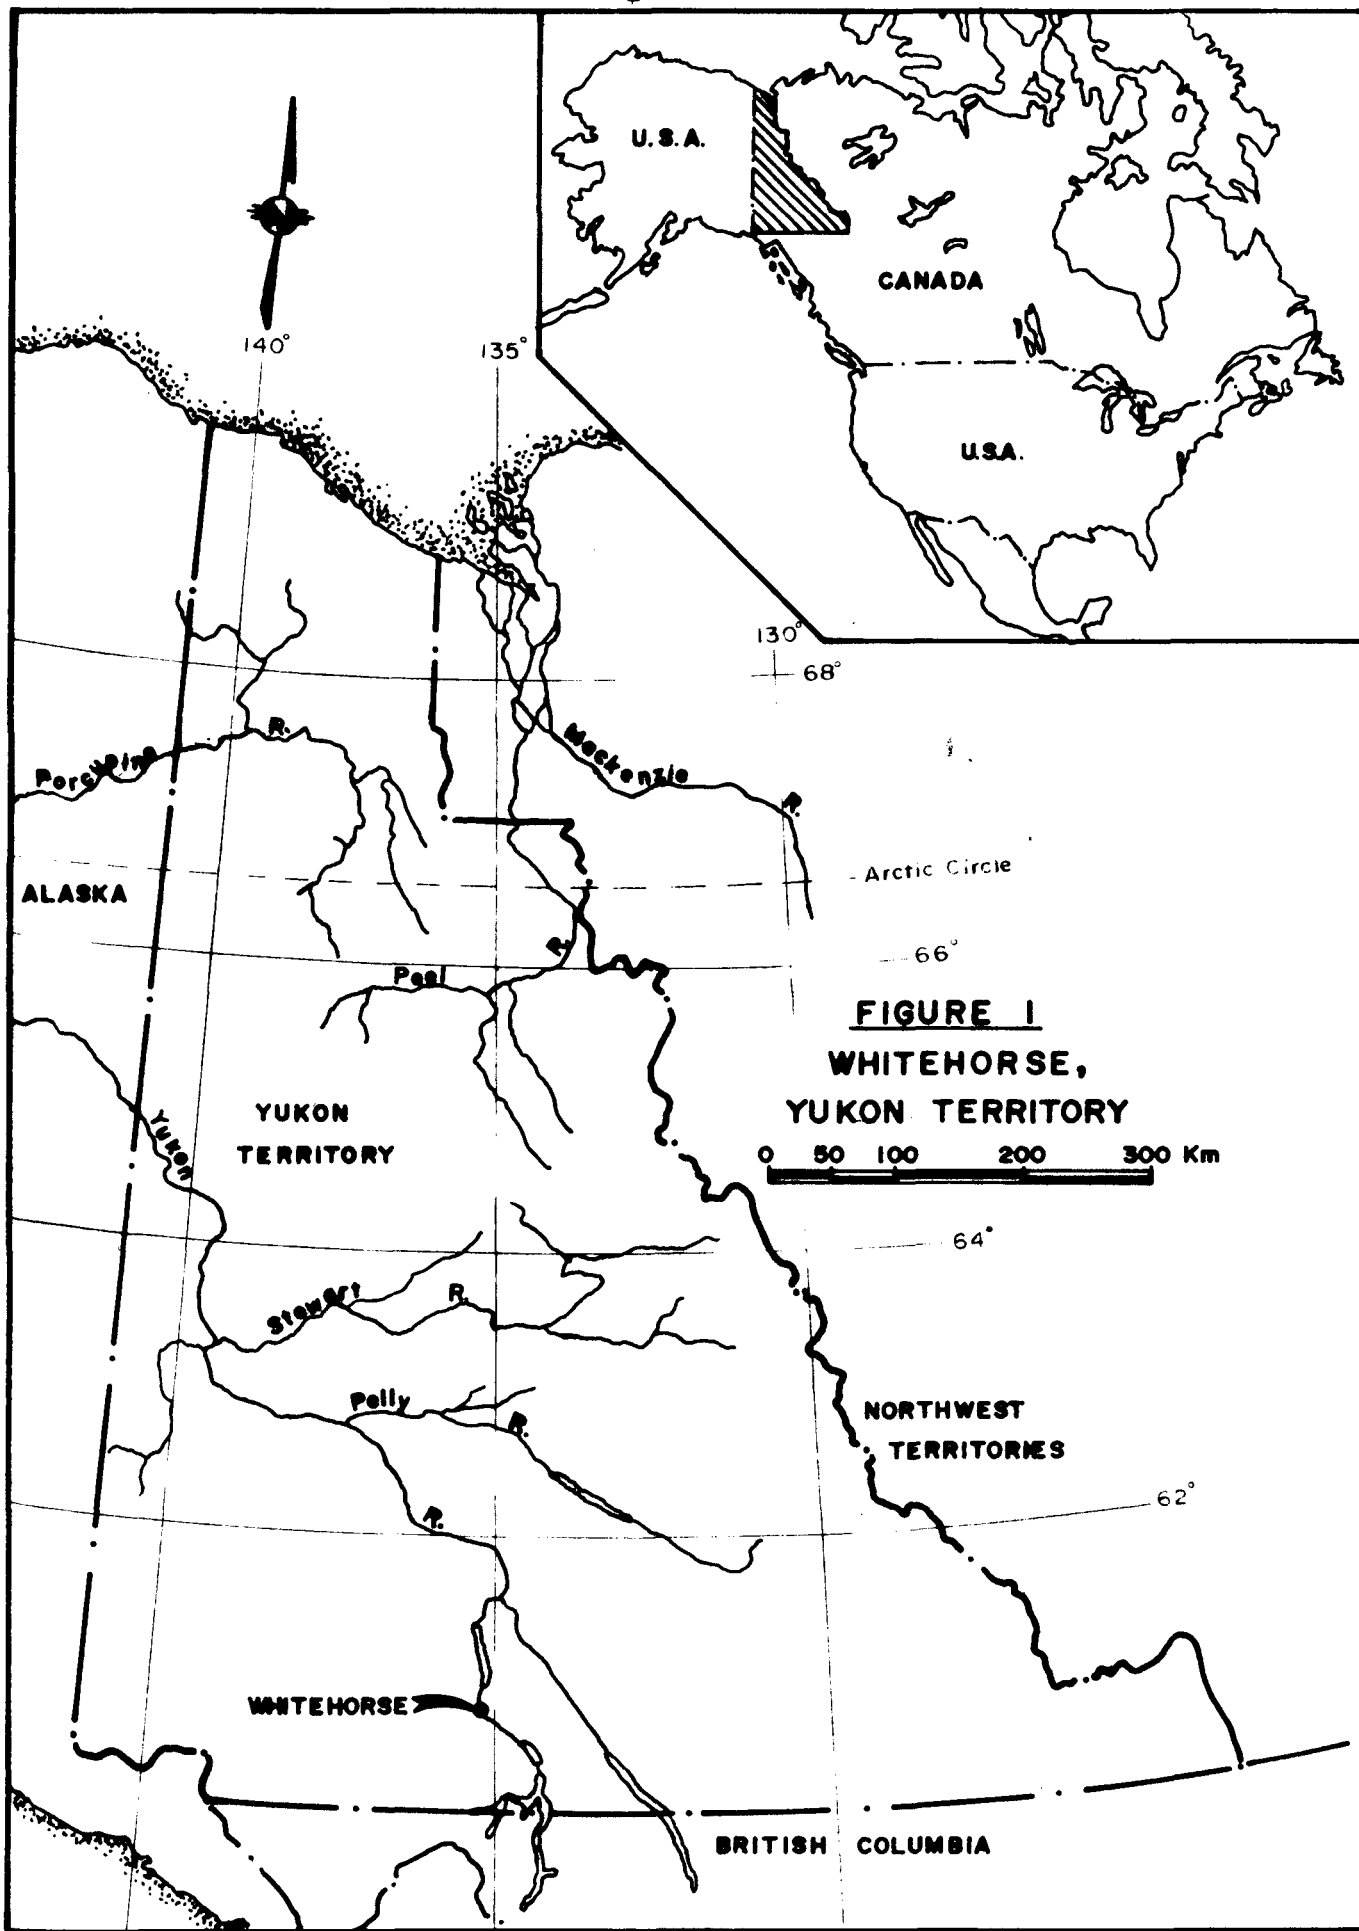 U.S.A.
CANADA
U.S.A.
140°
135°
130°
68°
Porcupine R.
Mackenzie R.
ALASKA
Arctic Circle
66°
Peel R.
FIGURE 1
WHITEHORSE,
YUKON TERRITORY
0 50 100 200 300 Km
YUKON
TERRITORY
Yukon R.
64°
Stewart R.
Pelly R.
NORTHWEST
TERRITORIES
62°
WHITEHORSE
BRITISH COLUMBIA